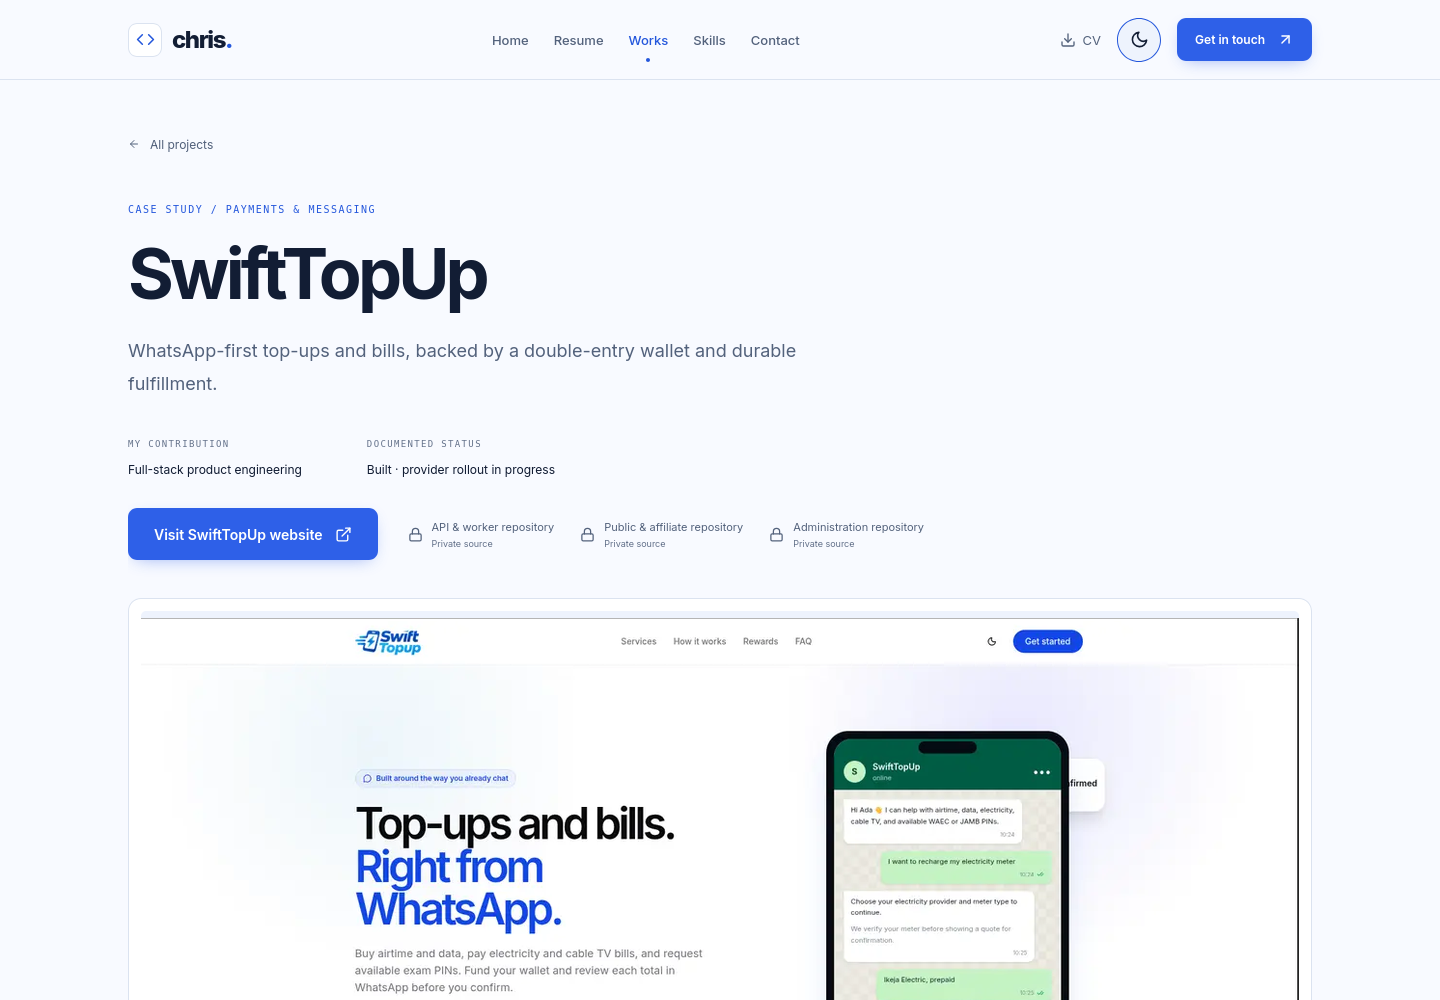 chris.
Home
Resume
Works
Skills
Contact
CV
Get in touch
All projects
CASE STUDY / PAYMENTS & MESSAGING
SwiftTopUp
WhatsApp-first top-ups and bills, backed by a double-entry wallet and durable
fulfillment.
MY CONTRIBUTION
Full-stack product engineering
DOCUMENTED STATUS
Built · provider rollout in progress
Visit SwiftTopUp website
API & worker repository
Private source
Public & affiliate repository
Private source
Administration repository
Private source
Swift
Topup
Services
How it works
Rewards
FAQ
Get started
Built around the way you already chat
Top-ups and bills.
Right from
WhatsApp.
Buy airtime and data, pay electricity and cable TV bills, and request
available exam PINs. Fund your wallet and review each total in
WhatsApp before you confirm.
S
SwiftTopUp
online
Hi Ada 👋 I can help with airtime, data, electricity,
cable TV, and available WAEC or JAMB PINs.
10:24
I want to recharge my electricity meter
10:24
Choose your electricity provider and meter type to
continue.
We verify your meter before showing a quote for
confirmation.
10:25
Ikeja Electric, prepaid
10:25